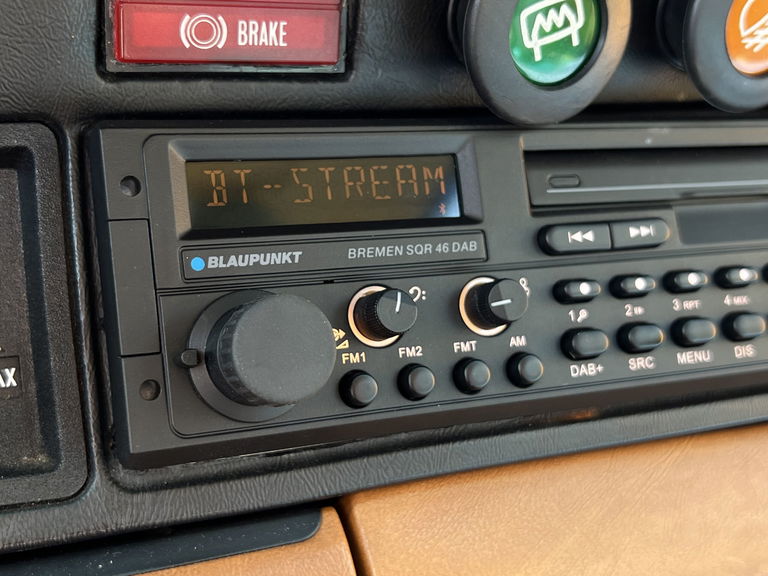 BRAKE
BT--STREAM
BLAUPUNKT
BREMEN SQR 46 DAB
AX
FM1 FM2 FMT AM
1 2 3 RPT 4 MIX
DAB+ SRC MENU DIS